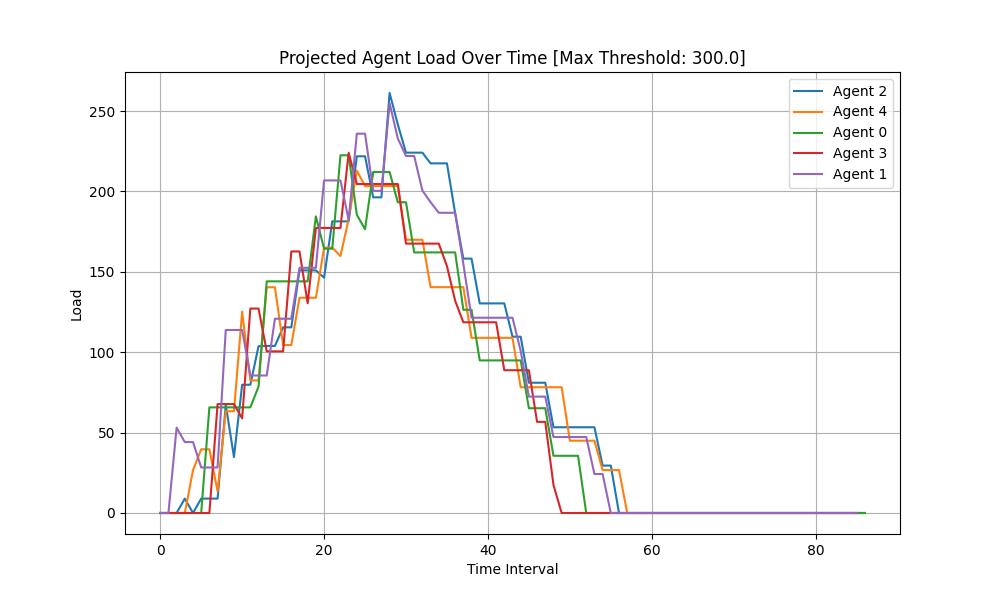 Projected Agent Load Over Time [Max Threshold: 300.0]
Agent 2
Agent 4
Agent 0
Agent 3
Agent 1
Load
250
200
150
100
50
0
0 20 40 60 80
Time Interval